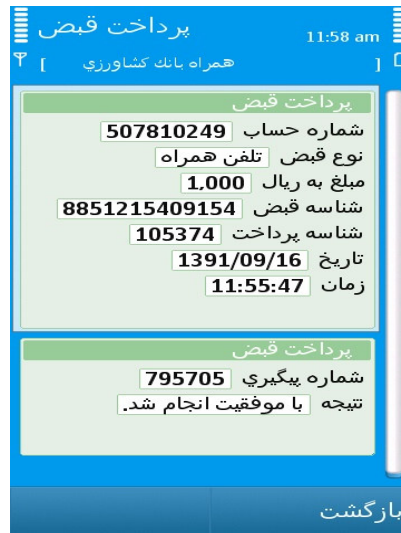 پرداخت قبض
11:58 am
[ همراه بانك كشاورزي ]
پرداخت قبض
شماره حساب 507810249
نوع قبض تلفن همراه
مبلغ به ريال 1,000
شناسه قبض 8851215409154
شناسه پرداخت 105374
تاريخ 1391/09/16
زمان 11:55:47
پرداخت قبض
شماره پيگيري 795705
نتيجه با موفقيت انجام شد.
بازگشت